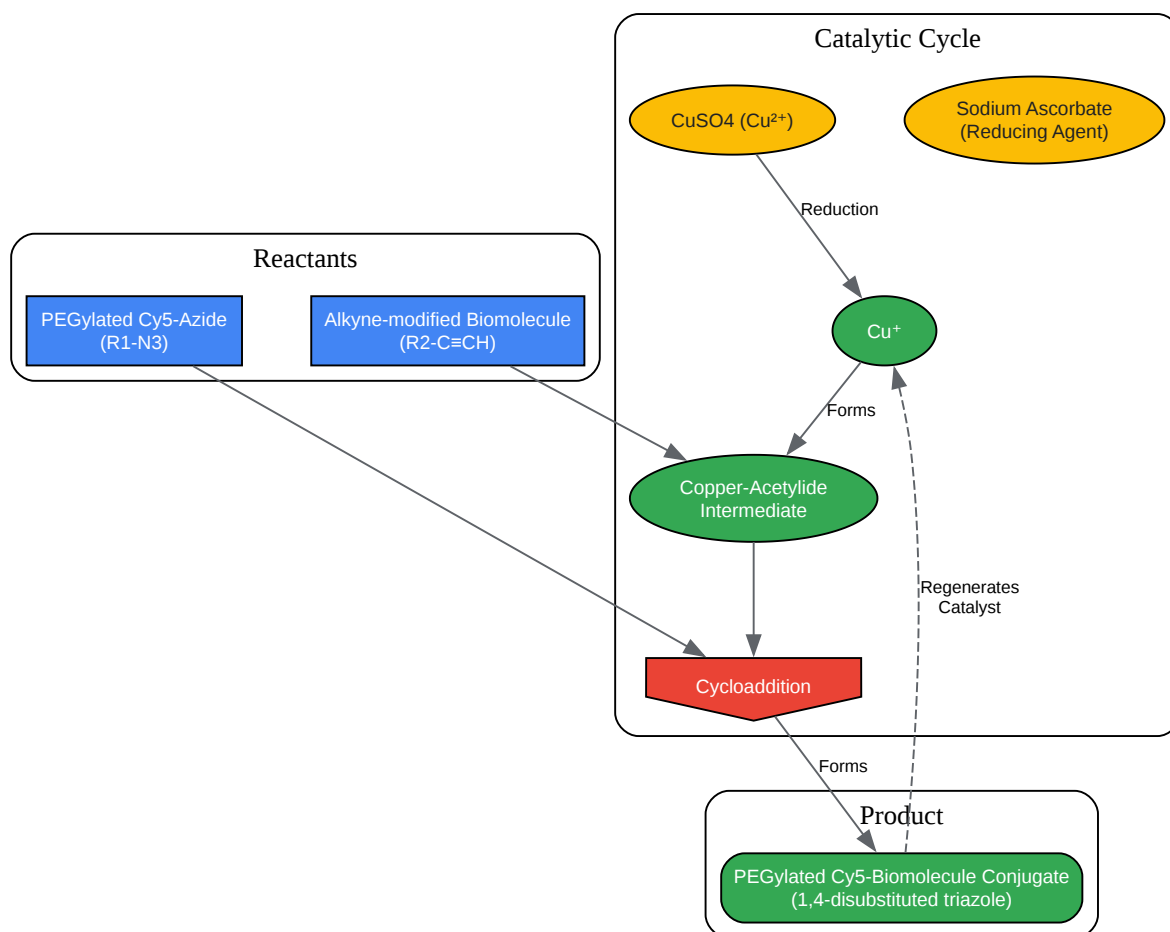 Catalytic Cycle
CuSO4 (Cu²⁺)
Sodium Ascorbate
(Reducing Agent)
Reduction
Reactants
PEGylated Cy5-Azide
(R1-N3)
Alkyne-modified Biomolecule
(R2-C≡CH)
Cu⁺
Forms
Copper-Acetylide
Intermediate
Regenerates
Catalyst
Cycloaddition
Forms
Product
PEGylated Cy5-Biomolecule Conjugate
(1,4-disubstituted triazole)